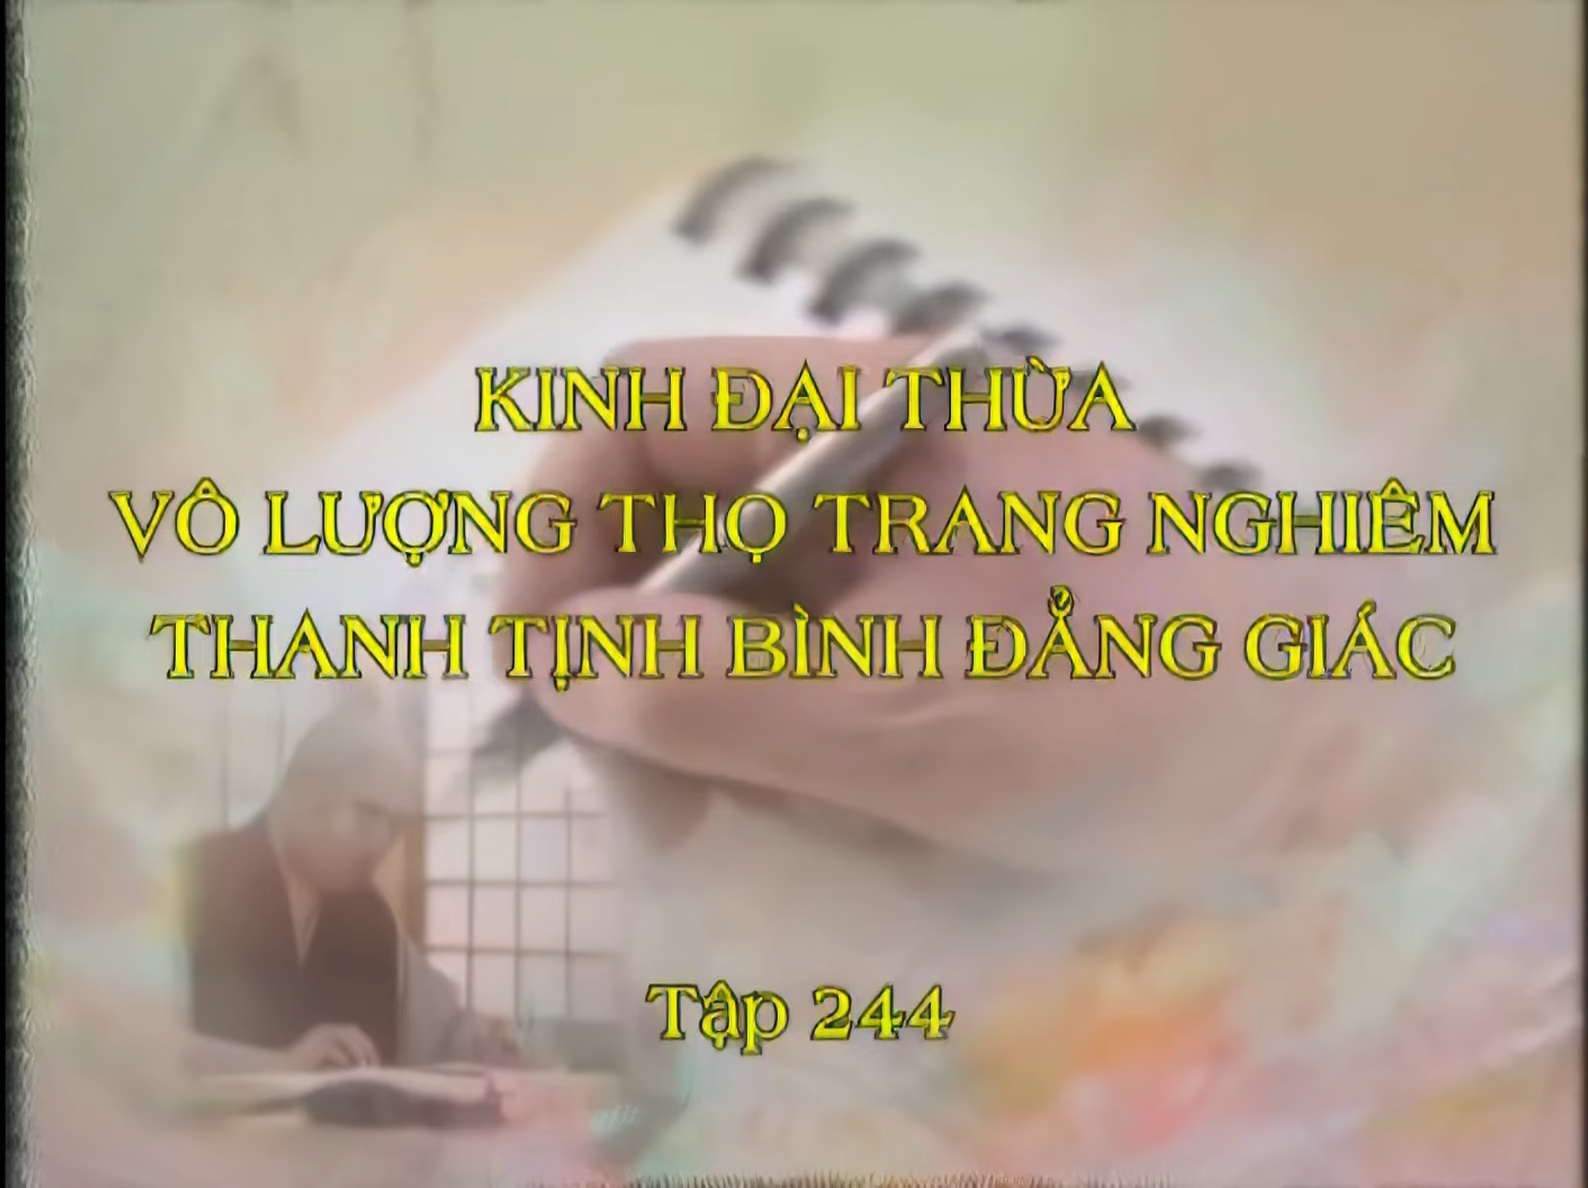 KINH ĐẠI THỪA
VÔ LƯỢNG THỌ TRANG NGHIÊM
THANH TỊNH BÌNH ĐẲNG GIÁC
Tập 244